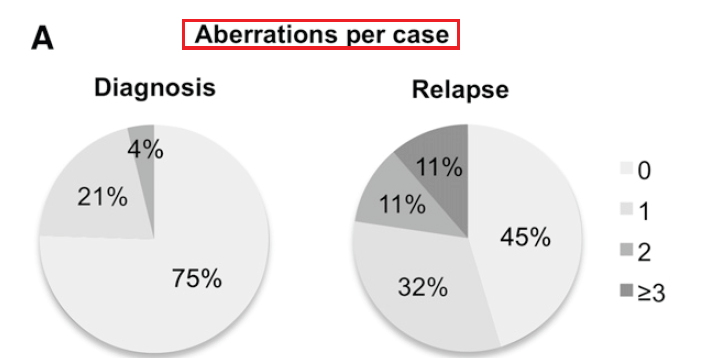 A
Aberrations per case
Diagnosis
Relapse
4%
21%
75%
11%
11%
45%
32%
0
1
2
≥3